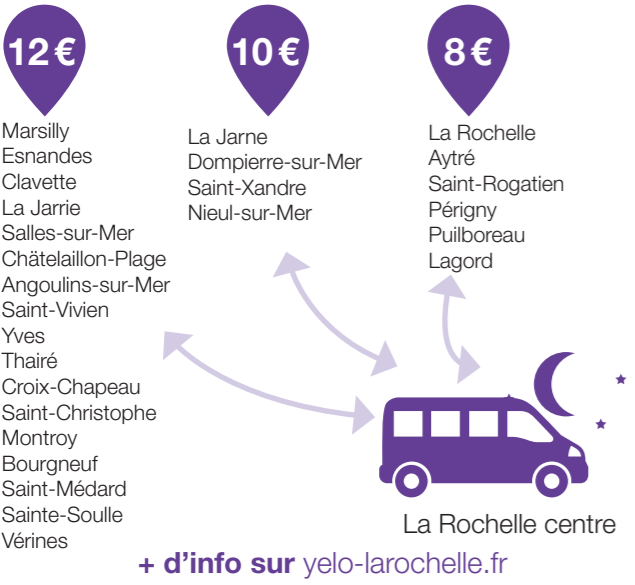 12 €
Marsilly
Esnandes
Clavette
La Jarrie
Salles-sur-Mer
Châtelaillon-Plage
Angoulins-sur-Mer
Saint-Vivien
Yves
Thairé
Croix-Chapeau
Saint-Christophe
Montroy
Bourgneuf
Saint-Médard
Sainte-Soulle
Vérines
10 €
La Jarne
Dompierre-sur-Mer
Saint-Xandre
Nieul-sur-Mer
8 €
La Rochelle
Aytré
Saint-Rogatien
Périgny
Puilboreau
Lagord
La Rochelle centre
+ d'info sur yelo-larochelle.fr